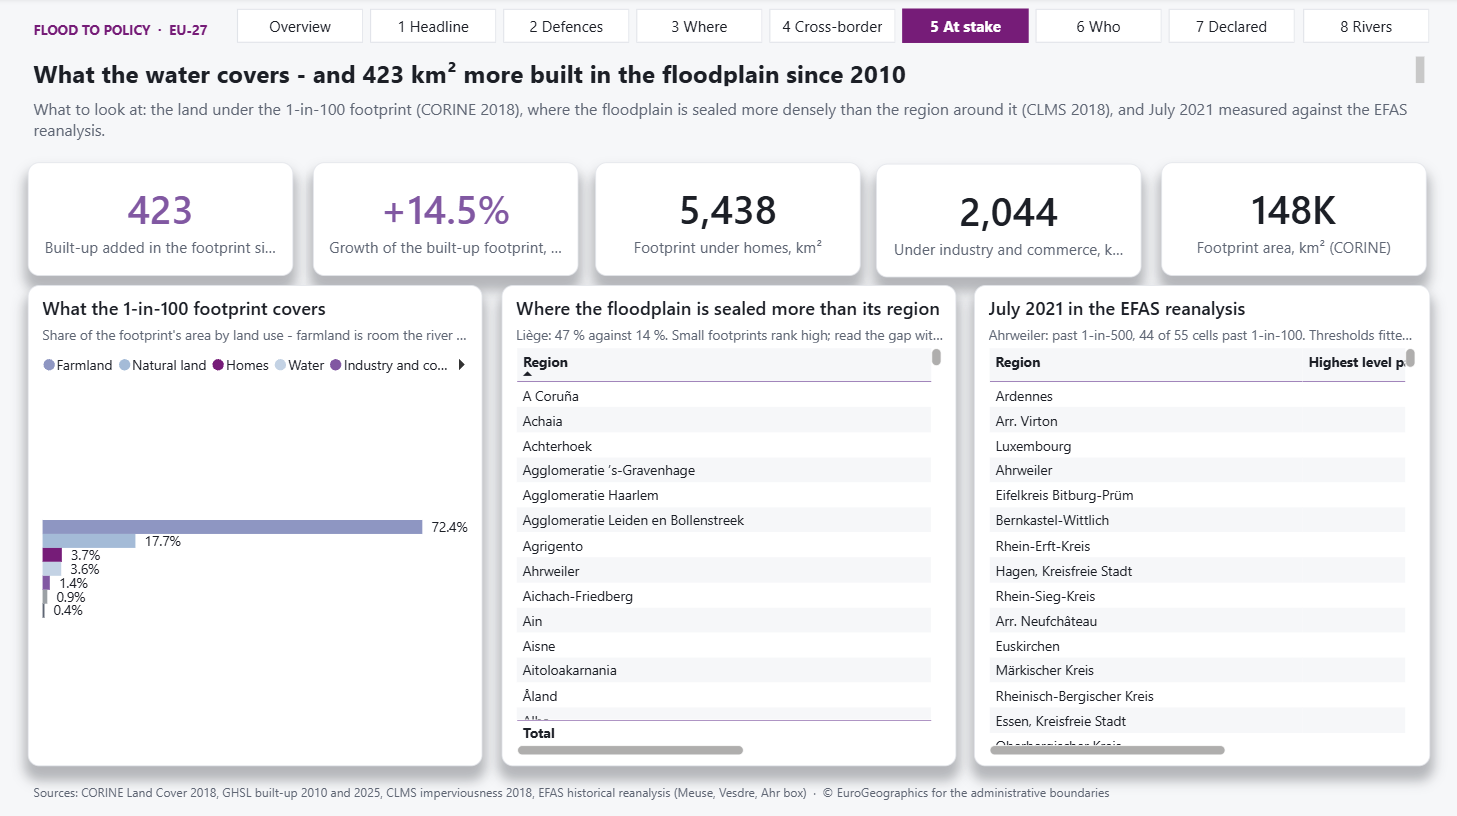 FLOOD TO POLICY · EU-27
Overview
1 Headline
2 Defences
3 Where
4 Cross-border
5 At stake
6 Who
7 Declared
8 Rivers
What the water covers - and 423 km² more built in the floodplain since 2010
What to look at: the land under the 1-in-100 footprint (CORINE 2018), where the floodplain is sealed more densely than the region around it (CLMS 2018), and July 2021 measured against the EFAS
reanalysis.
423
Built-up added in the footprint si...
+14.5%
Growth of the built-up footprint, ...
5,438
Footprint under homes, km²
2,044
Under industry and commerce, k...
148K
Footprint area, km² (CORINE)
What the 1-in-100 footprint covers
Share of the footprint's area by land use - farmland is room the river ...
Farmland
Natural land
Homes
Water
Industry and co...
72.4%
17.7%
3.7%
3.6%
1.4%
0.9%
0.4%
Where the floodplain is sealed more than its region
Liège: 47 % against 14 %. Small footprints rank high; read the gap wit...
Region
A Coruña
Achaia
Achterhoek
Agglomeratie ’s-Gravenhage
Agglomeratie Haarlem
Agglomeratie Leiden en Bollenstreek
Agrigento
Ahrweiler
Aichach-Friedberg
Ain
Aisne
Aitoloakarnania
Åland
Total
July 2021 in the EFAS reanalysis
Ahrweiler: past 1-in-500, 44 of 55 cells past 1-in-100. Thresholds fitte...
Region
Highest level p
Ardennes
Arr. Virton
Luxembourg
Ahrweiler
Eifelkreis Bitburg-Prüm
Bernkastel-Wittlich
Rhein-Erft-Kreis
Hagen, Kreisfreie Stadt
Rhein-Sieg-Kreis
Arr. Neufchâteau
Euskirchen
Märkischer Kreis
Rheinisch-Bergischer Kreis
Essen, Kreisfreie Stadt
Sources: CORINE Land Cover 2018, GHSL built-up 2010 and 2025, CLMS imperviousness 2018, EFAS historical reanalysis (Meuse, Vesdre, Ahr box) · © EuroGeographics for the administrative boundaries